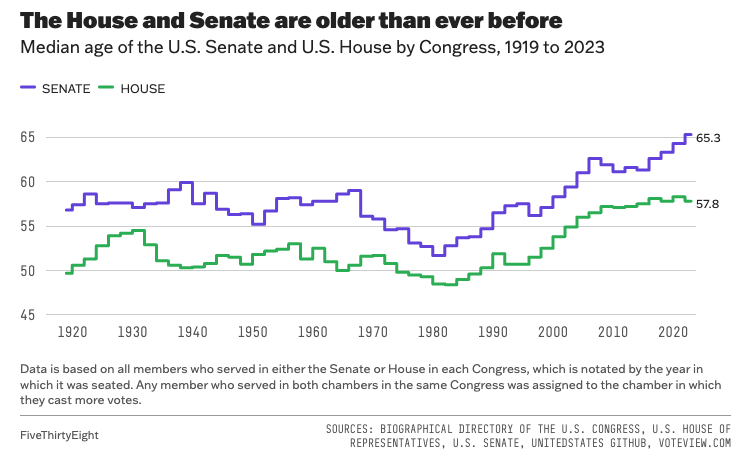 The House and Senate are older than ever before
Median age of the U.S. Senate and U.S. House by Congress, 1919 to 2023
SENATE HOUSE
65
65.3
60
57.8
55
50
45
1920 1930 1940 1950 1960 1970 1980 1990 2000 2010 2020
Data is based on all members who served in either the Senate or House in each Congress, which is notated by the year in
which it was seated. Any member who served in both chambers in the same Congress was assigned to the chamber in which
they cast more votes.
FiveThirtyEight
SOURCES: BIOGRAPHICAL DIRECTORY OF THE U.S. CONGRESS, U.S. HOUSE OF
REPRESENTATIVES, U.S. SENATE, UNITEDSTATES GITHUB, VOTEVIEW.COM